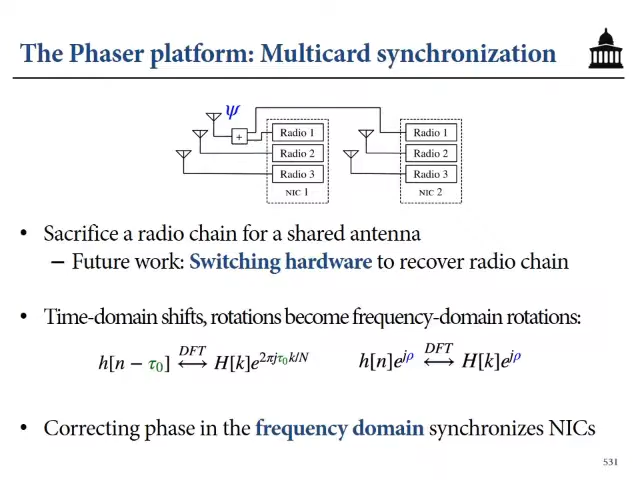 The Phaser platform: Multicard synchronization
ψ
+
Radio 1
Radio 2
Radio 3
NIC 1
Radio 1
Radio 2
Radio 3
NIC 2
• Sacrifice a radio chain for a shared antenna
– Future work: Switching hardware to recover radio chain
• Time-domain shifts, rotations become frequency-domain rotations:
h[n − τ₀] DFT⟷ H[k]e^{2πjτ₀k/N} h[n]e^{jρ} DFT⟷ H[k]e^{jρ}
• Correcting phase in the frequency domain synchronizes NICs
531